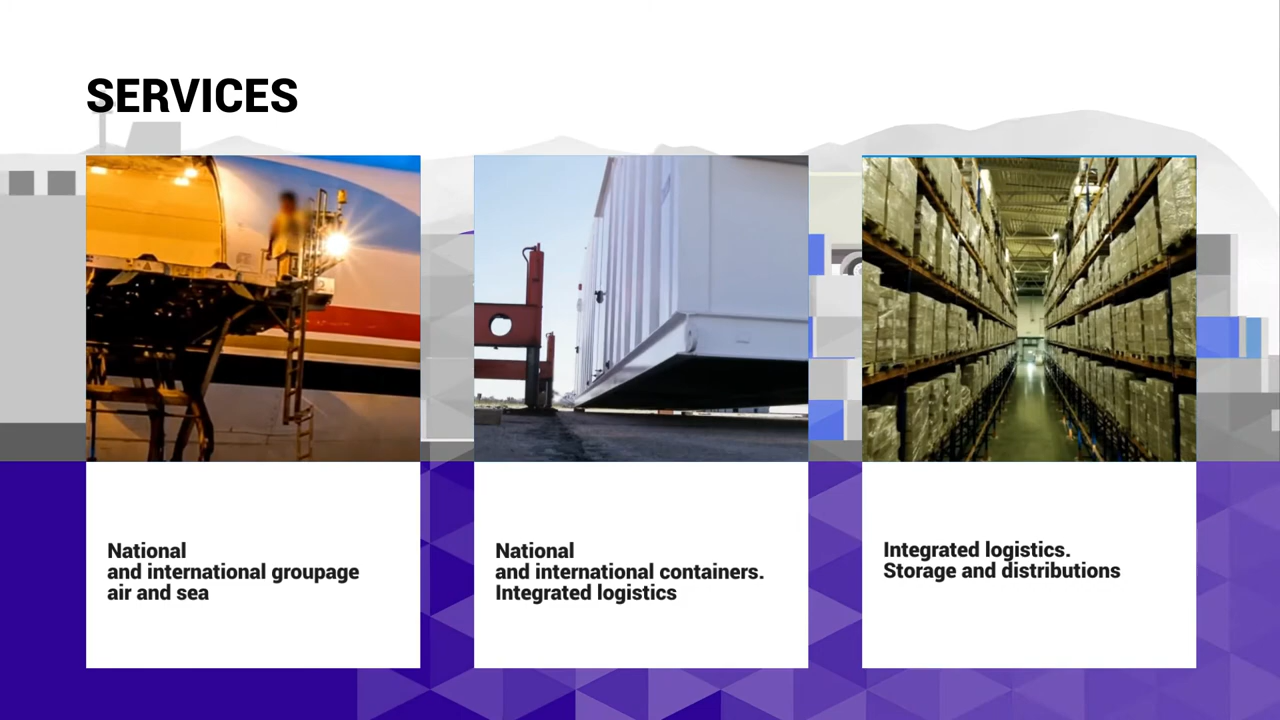 SERVICES
National
and international groupage
air and sea
National
and international containers.
Integrated logistics
Integrated logistics.
Storage and distributions